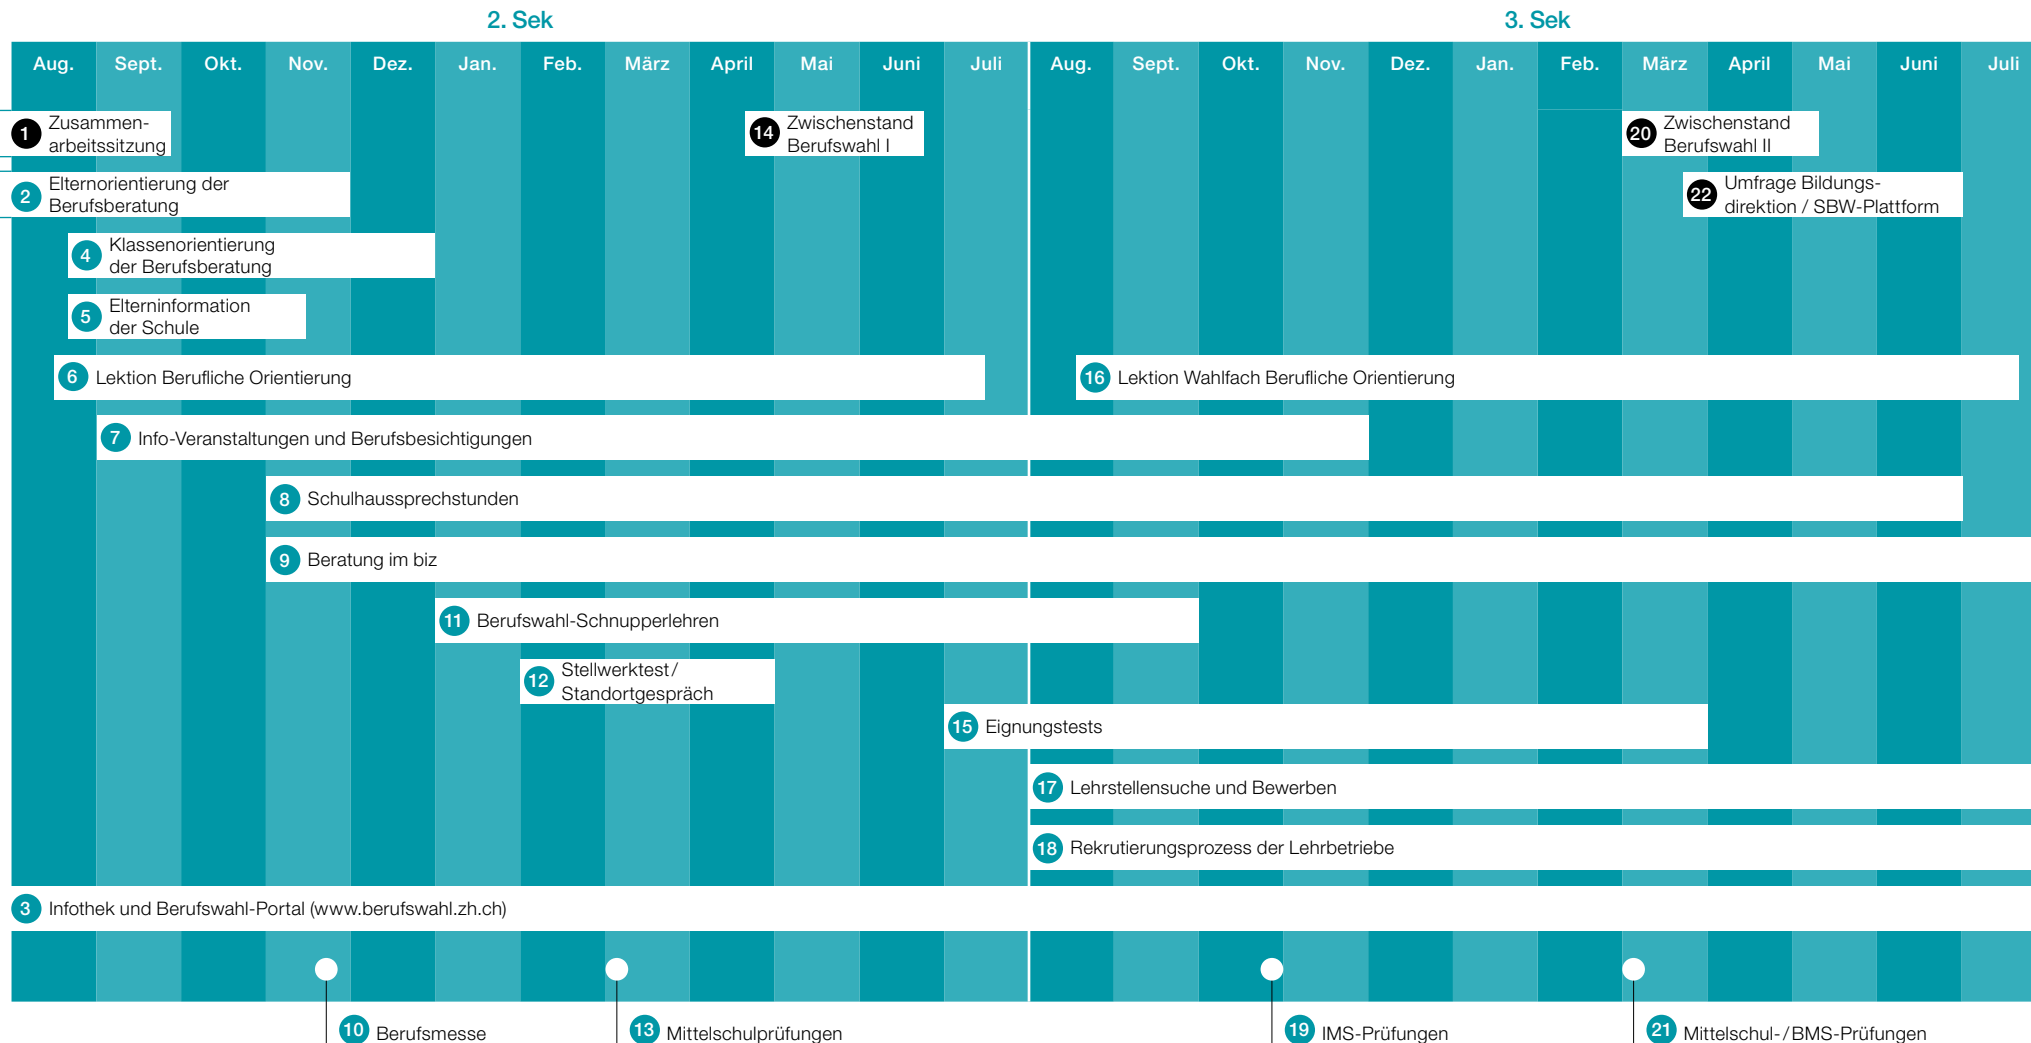 2. Sek
3. Sek
Aug. Sept. Okt. Nov. Dez. Jan. Feb. März April Mai Juni Juli Aug. Sept. Okt. Nov. Dez. Jan. Feb. März April Mai Juni Juli
1 Zusammen-
arbeitssitzung
14 Zwischenstand
Berufswahl I
20 Zwischenstand
Berufswahl II
2 Elternorientierung der
Berufsberatung
22 Umfrage Bildungs-
direktion / SBW-Plattform
4 Klassenorientierung
der Berufsberatung
5 Elterninformation
der Schule
6 Lektion Berufliche Orientierung
16 Lektion Wahlfach Berufliche Orientierung
7 Info-Veranstaltungen und Berufsbesichtigungen
8 Schulhaussprechstunden
9 Beratung im biz
11 Berufswahl-Schnupperlehren
12 Stellwerktest /
Standortgespräch
15 Eignungstests
17 Lehrstellensuche und Bewerben
18 Rekrutierungsprozess der Lehrbetriebe
3 Infothek und Berufswahl-Portal (www.berufswahl.zh.ch)
10 Berufsmesse
13 Mittelschulprüfungen
19 IMS-Prüfungen
21 Mittelschul- / BMS-Prüfungen